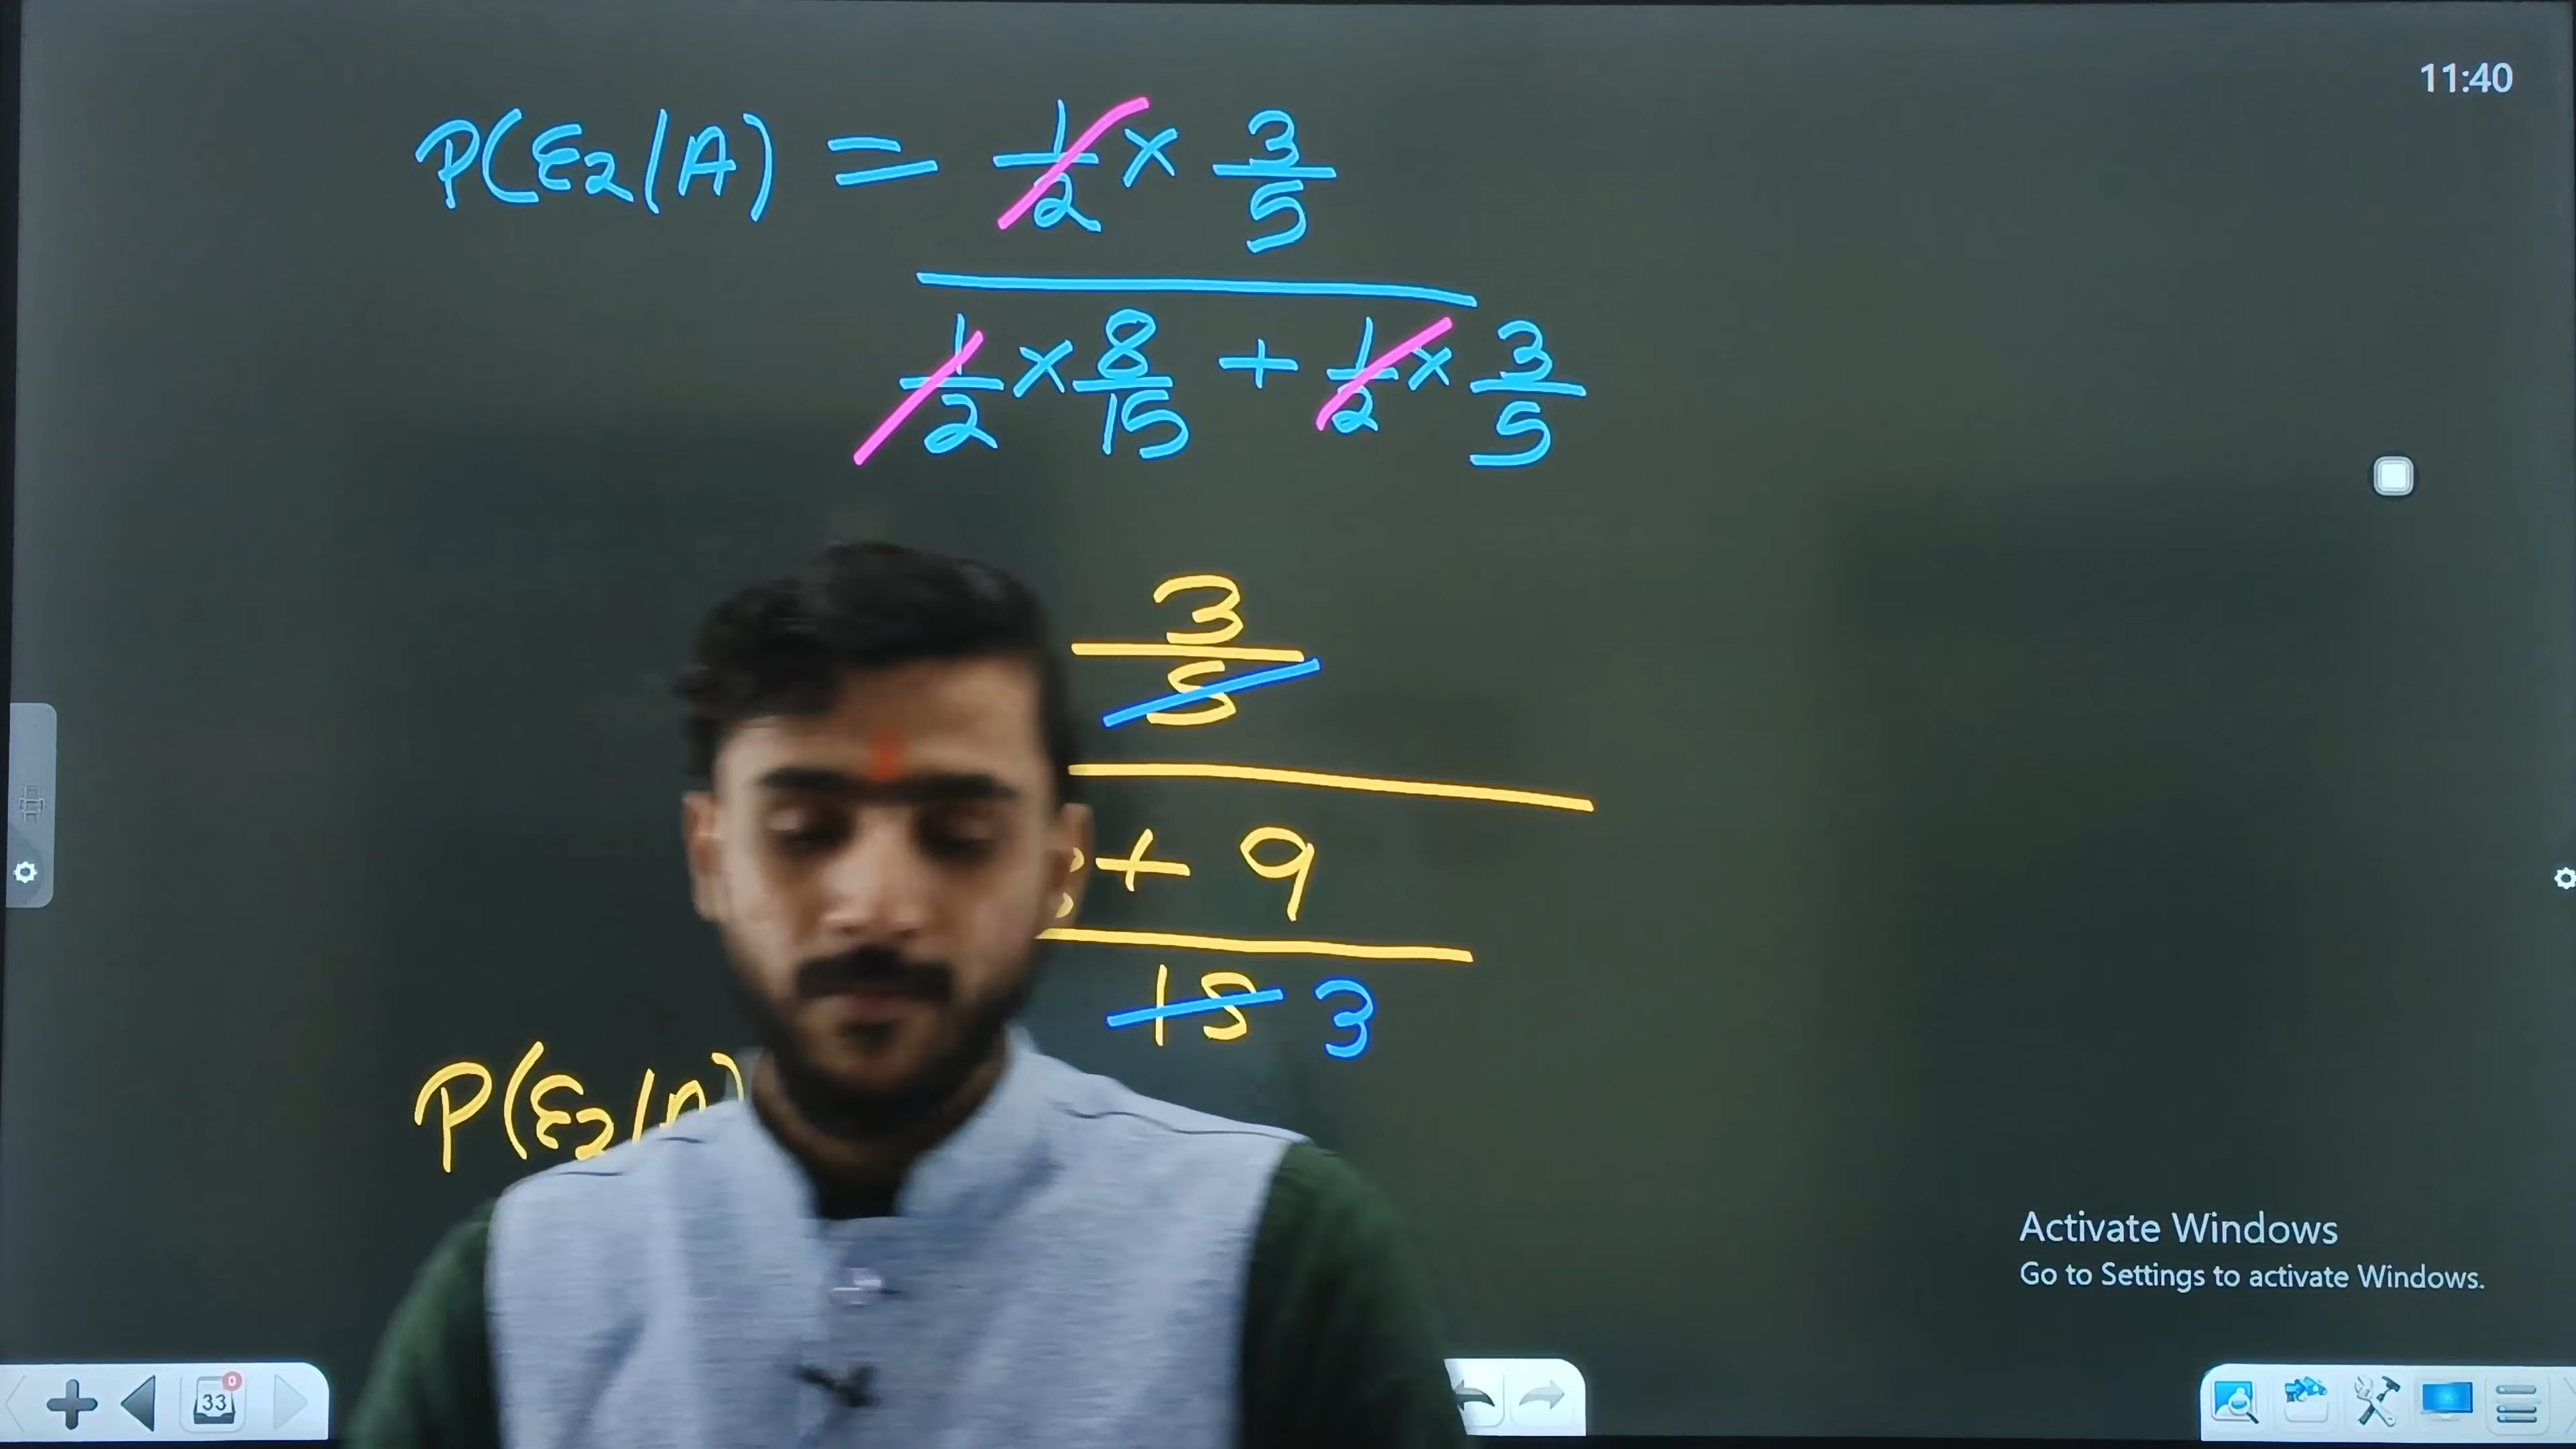 11:40
P(E2/A) = 1/2 × 3/5
1/2 × 8/15 + 1/2 × 3/5
3
5
+ 9
15 3
P(E2/A)
Activate Windows
Go to Settings to activate Windows.
33
0